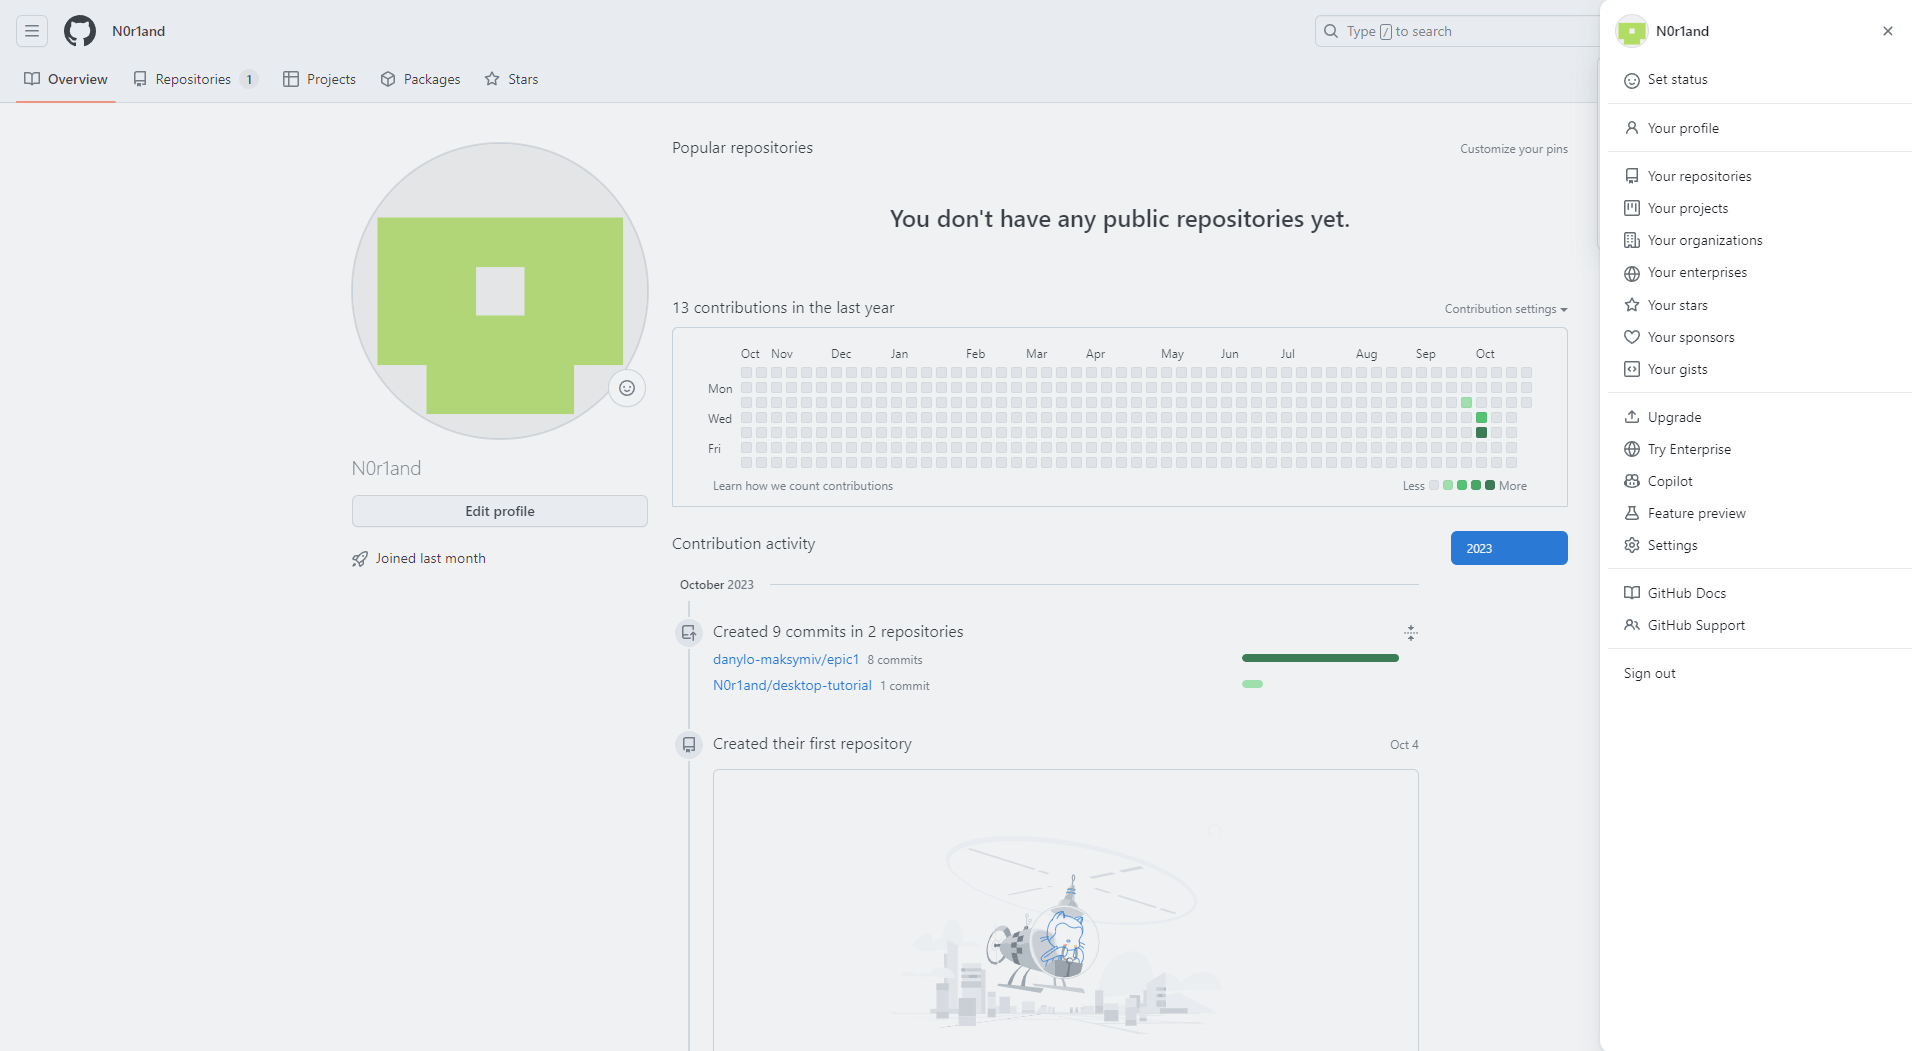 N0r1and
Type / to search
Overview
Repositories 1
Projects
Packages
Stars
N0r1and
Edit profile
Joined last month
Popular repositories
Customize your pins
You don't have any public repositories yet.
13 contributions in the last year
Contribution settings
Oct Nov Dec Jan Feb Mar Apr May Jun Jul Aug Sep Oct
Mon
Wed
Fri
Learn how we count contributions
Less More
Contribution activity
2023
October 2023
Created 9 commits in 2 repositories
danylo-maksymiv/epic1 8 commits
N0r1and/desktop-tutorial 1 commit
Created their first repository
Oct 4
N0r1and
Set status
Your profile
Your repositories
Your projects
Your organizations
Your enterprises
Your stars
Your sponsors
Your gists
Upgrade
Try Enterprise
Copilot
Feature preview
Settings
GitHub Docs
GitHub Support
Sign out